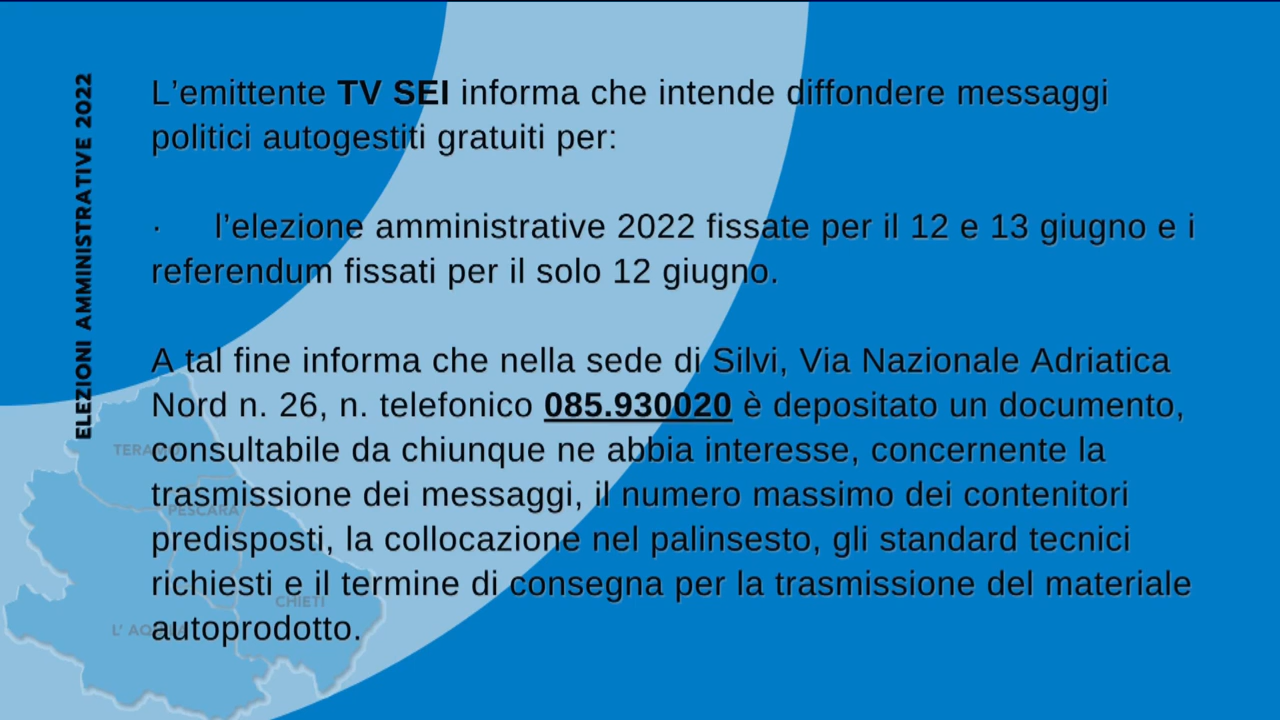 ELEZIONI AMMINISTRATIVE 2022
L’emittente TV SEI informa che intende diffondere messaggi
politici autogestiti gratuiti per:
· l’elezione amministrative 2022 fissate per il 12 e 13 giugno e i
referendum fissati per il solo 12 giugno.
A tal fine informa che nella sede di Silvi, Via Nazionale Adriatica
Nord n. 26, n. telefonico 085.930020 è depositato un documento,
consultabile da chiunque ne abbia interesse, concernente la
trasmissione dei messaggi, il numero massimo dei contenitori
predisposti, la collocazione nel palinsesto, gli standard tecnici
richiesti e il termine di consegna per la trasmissione del materiale
autoprodotto.
PESCARA
CHIETI